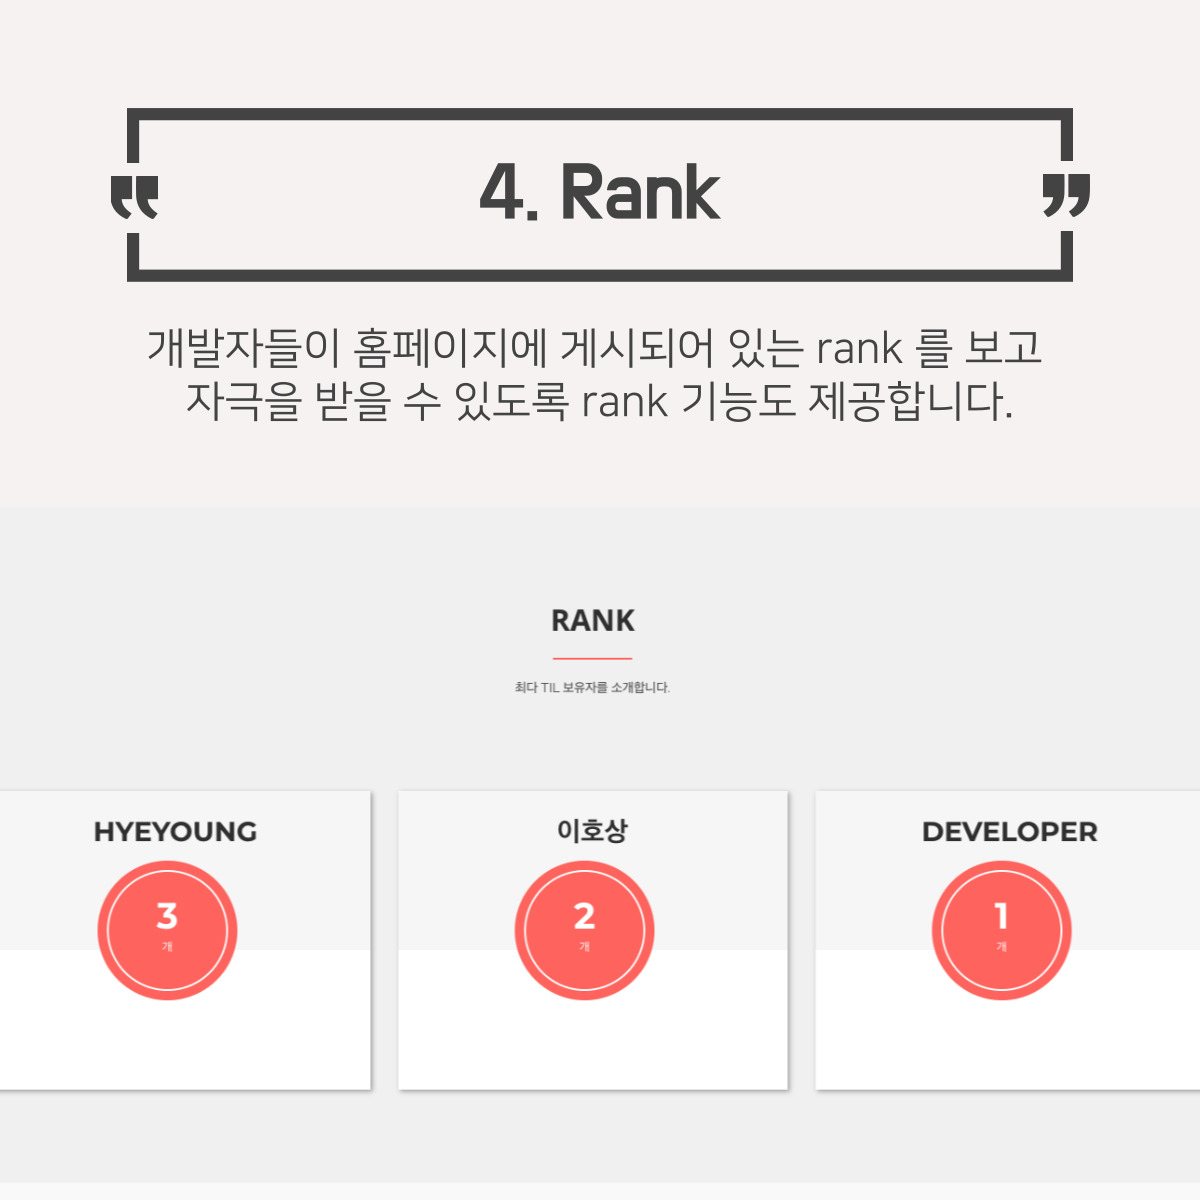 4. Rank
개발자들이 홈페이지에 게시되어 있는 rank 를 보고
자극을 받을 수 있도록 rank 기능도 제공합니다.
RANK
최다 TIL 보유자를 소개합니다.
HYEYOUNG
3
개
이호상
2
개
DEVELOPER
1
개